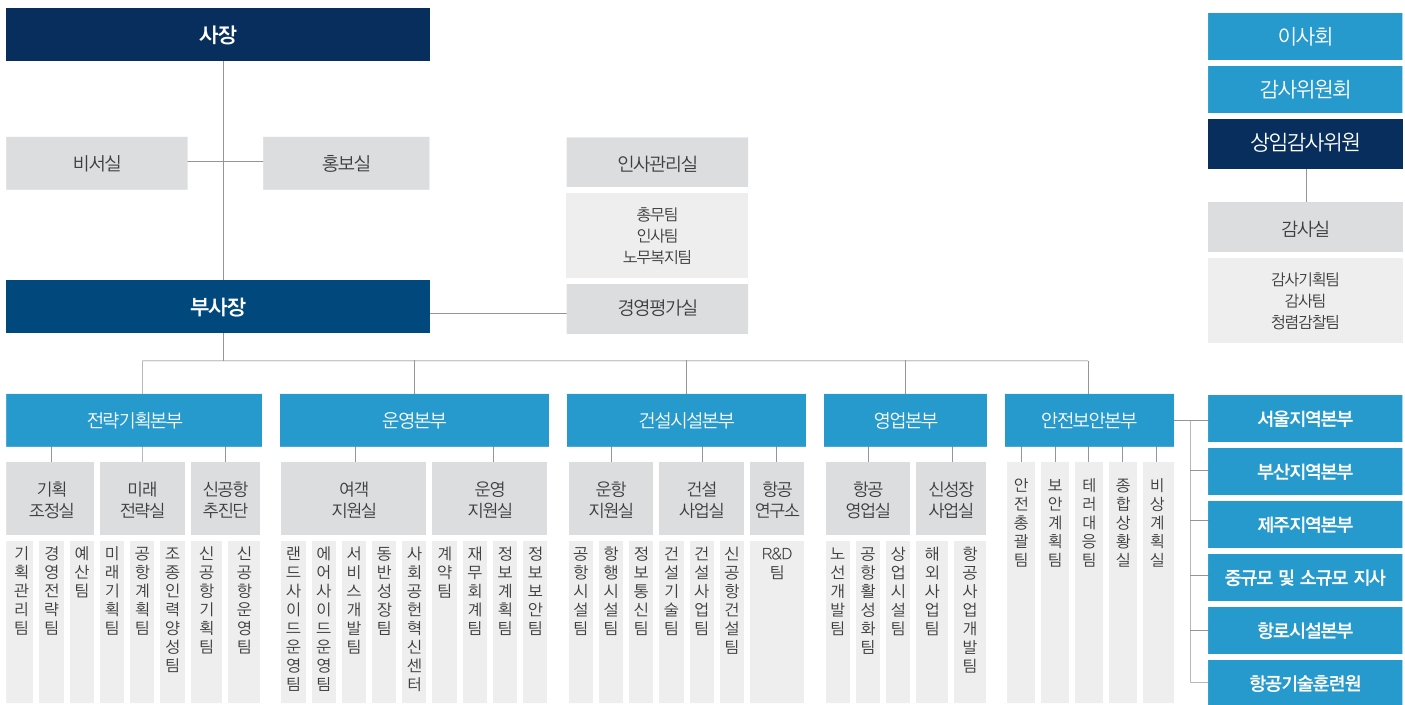 사장
비서실
홍보실
인사관리실
총무팀
인사팀
노무복지팀
부사장
경영평가실
이사회
감사위원회
상임감사위원
감사실
감사기획팀
감사팀
청렴감찰팀
전략기획본부
기획
조정실
미래
전략실
신공항
추진단
기획관리팀
경영전략팀
예산팀
미래기획팀
공항계획팀
조종인력양성팀
신공항기획팀
신공항운영팀
운영본부
여객
지원실
운영
지원실
랜드사이드운영팀
에어사이드운영팀
서비스개발팀
동반성장팀
사회공헌혁신센터
계약팀
재무회계팀
정보계획팀
정보보안팀
건설시설본부
운항
지원실
건설
사업실
항공
연구소
공항시설팀
항행시설팀
정보통신팀
건설기술팀
건설사업팀
신공항건설팀
R&D
팀
영업본부
항공
영업실
신성장
사업실
노선개발팀
공항활성화팀
상업시설팀
해외사업팀
항공사업개발팀
안전보안본부
안전총괄팀
보안계획팀
테러대응팀
종합상황실
비상계획실
서울지역본부
부산지역본부
제주지역본부
중규모 및 소규모 지사
항로시설본부
항공기술훈련원